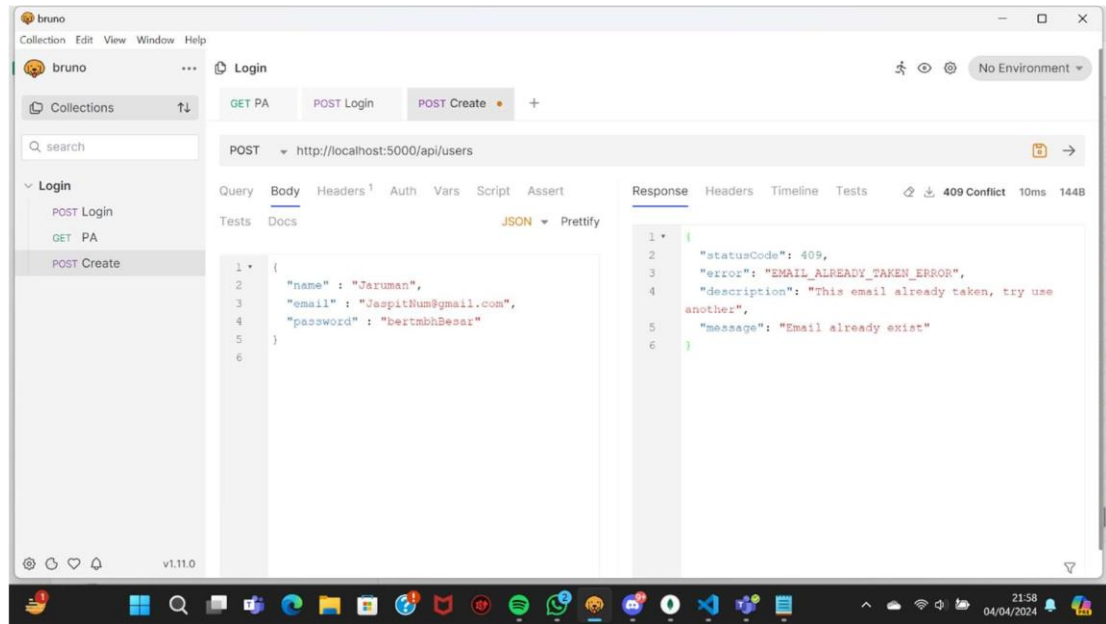 bruno
Collection Edit View Window Help
bruno
Login
No Environment
Collections
GET PA
POST Login
POST Create
search
POST
http://localhost:5000/api/users
Login
POST Login
GET PA
POST Create
Query Body Headers 1 Auth Vars Script Assert
Tests Docs
JSON Prettify
1 {
2 "name" : "Jaruman",
3 "email" : "JaspitNum@gmail.com",
4 "password" : "bertmbhBesar"
5 }
6
Response Headers Timeline Tests
409 Conflict 10ms 144B
1 {
2 "statusCode": 409,
3 "error": "EMAIL_ALREADY_TAKEN_ERROR",
4 "description": "This email already taken, try use
another",
5 "message": "Email already exist"
6 }
v1.11.0
21:58
04/04/2024